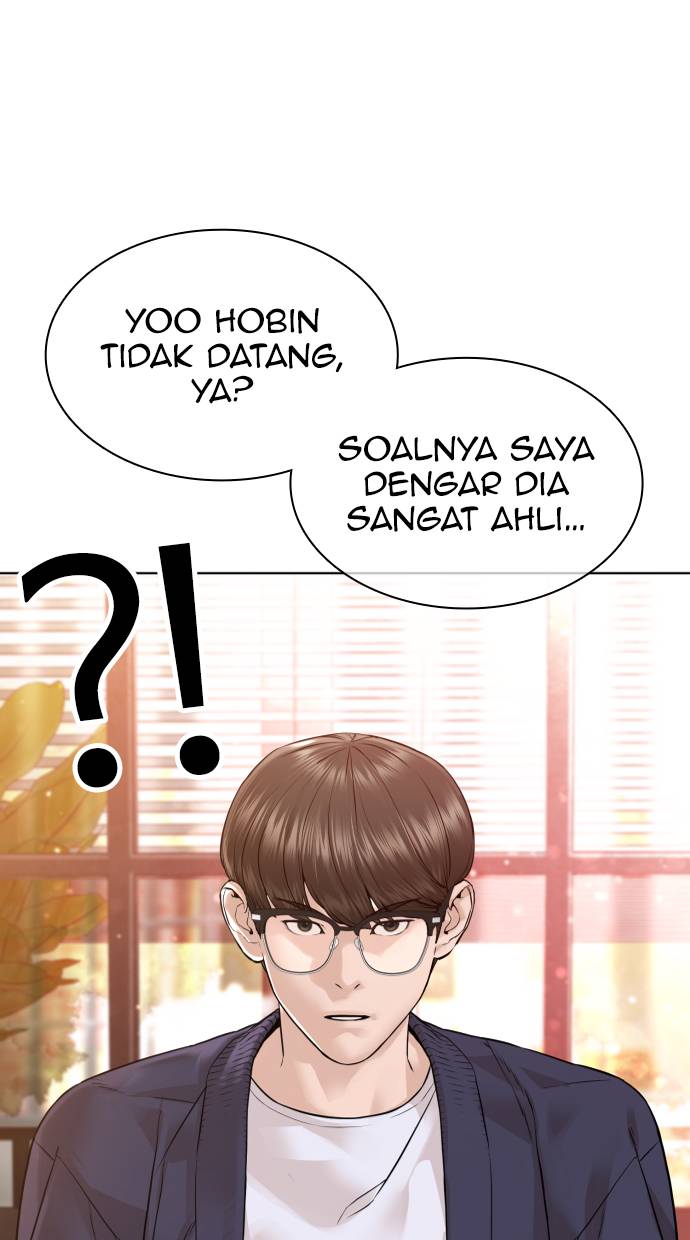 YOO HOBIN
TIDAK DATANG,
YA?
SOALNYA SAYA
DENGAR DIA
SANGAT AHLI...
?!